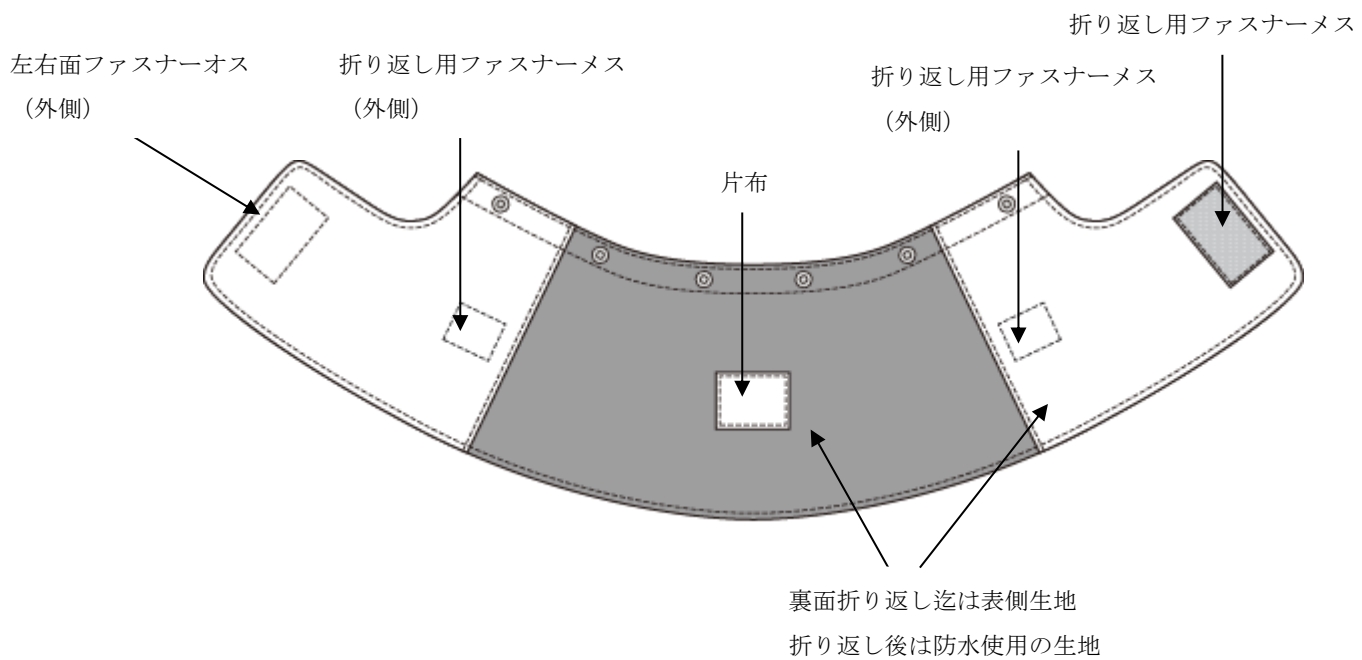 折り返し用ファスナーメス
左右面ファスナーオス
（外側）
折り返し用ファスナーメス
（外側）
折り返し用ファスナーメス
（外側）
片布
裏面折り返し迄は表側生地
折り返し後は防水使用の生地